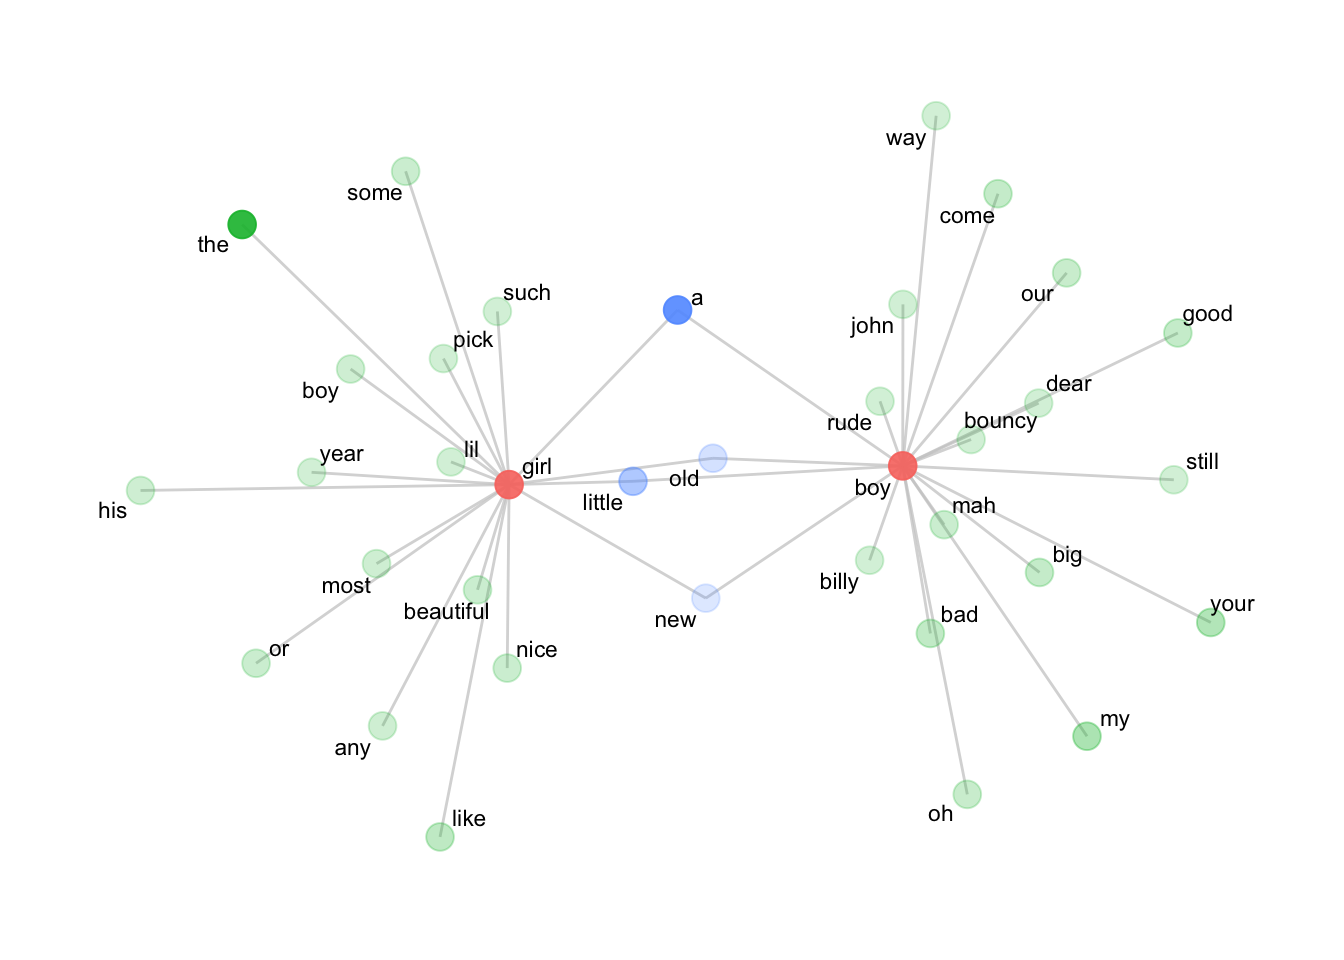 way
some
come
the
such
a
our
good
john
pick
boy
dear
bouncy
rude
year
lil
girl
old
still
little
boy
his
mah
big
most
billy
beautiful
new
bad
your
or
nice
my
any
oh
like